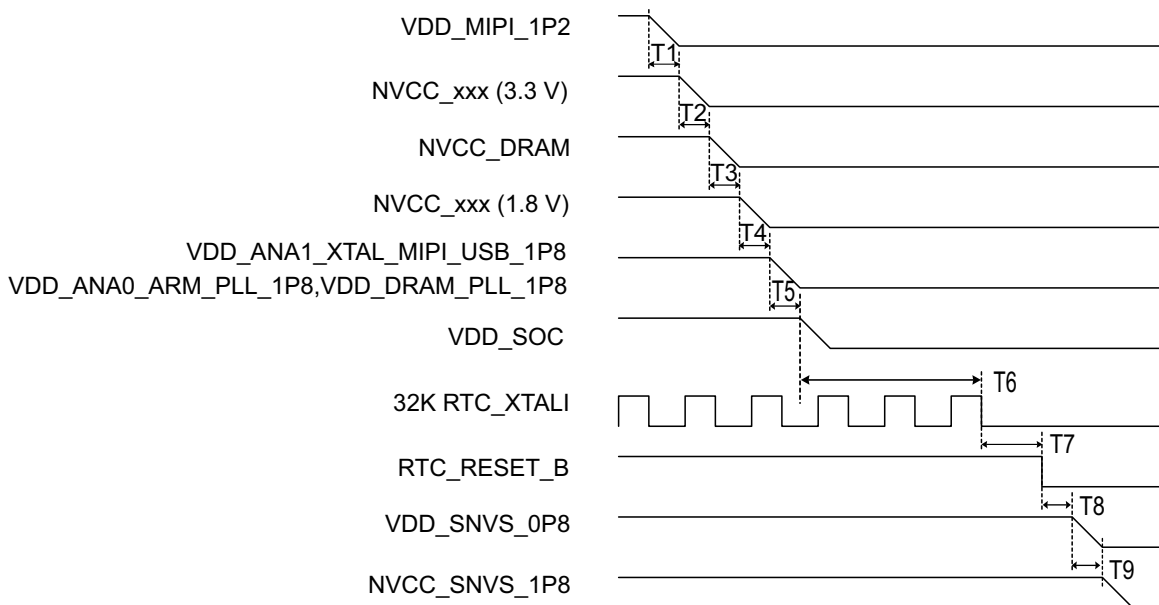 VDD_MIPI_1P2
T1
NVCC_xxx (3.3 V)
T2
NVCC_DRAM
T3
NVCC_xxx (1.8 V)
T4
VDD_ANA1_XTAL_MIPI_USB_1P8
VDD_ANA0_ARM_PLL_1P8,VDD_DRAM_PLL_1P8
T5
VDD_SOC
T6
32K RTC_XTALI
T7
RTC_RESET_B
T8
VDD_SNVS_0P8
T9
NVCC_SNVS_1P8